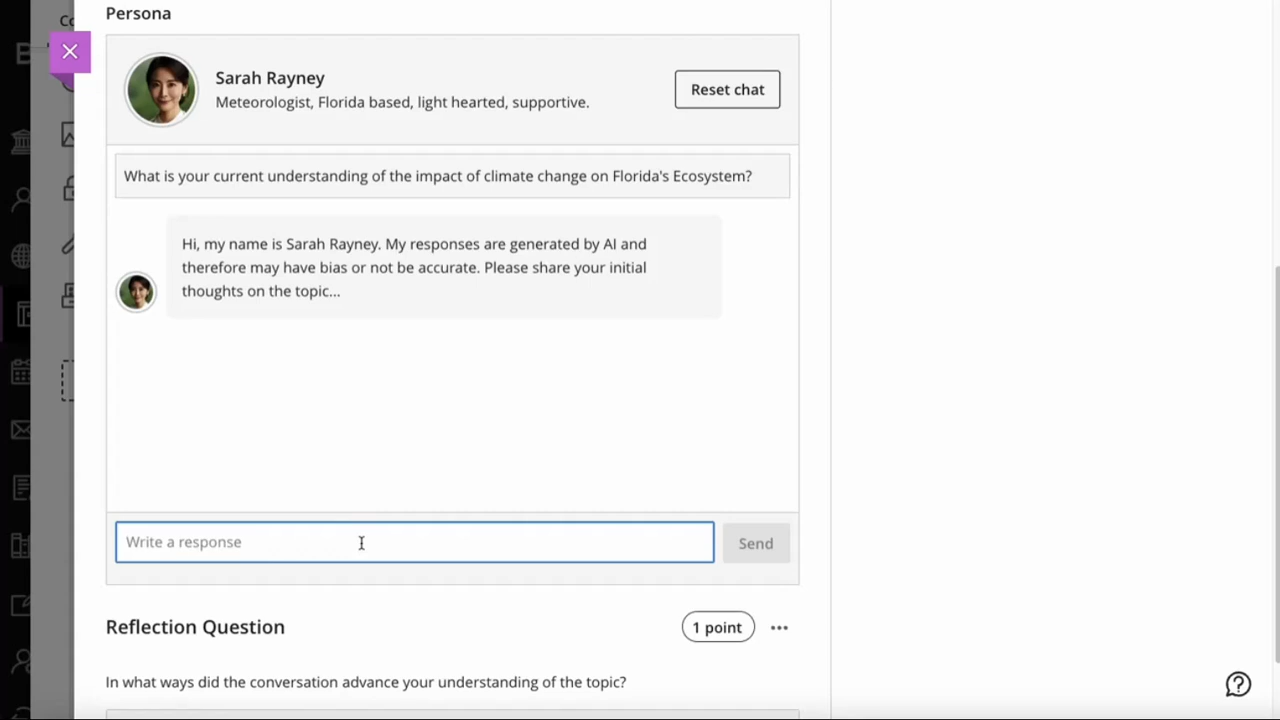 Co
Persona
Sarah Rayney
Meteorologist, Florida based, light hearted, supportive.
Reset chat
What is your current understanding of the impact of climate change on Florida's Ecosystem?
Hi, my name is Sarah Rayney. My responses are generated by AI and
therefore may have bias or not be accurate. Please share your initial
thoughts on the topic...
Write a response
Send
Reflection Question
1 point
In what ways did the conversation advance your understanding of the topic?